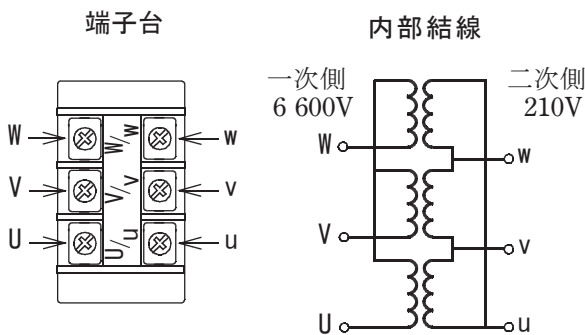 端子台
W W/w w
V V/v v
U U/u u
内部結線
一次側
6 600V
二次側
210V
W w
V v
U u